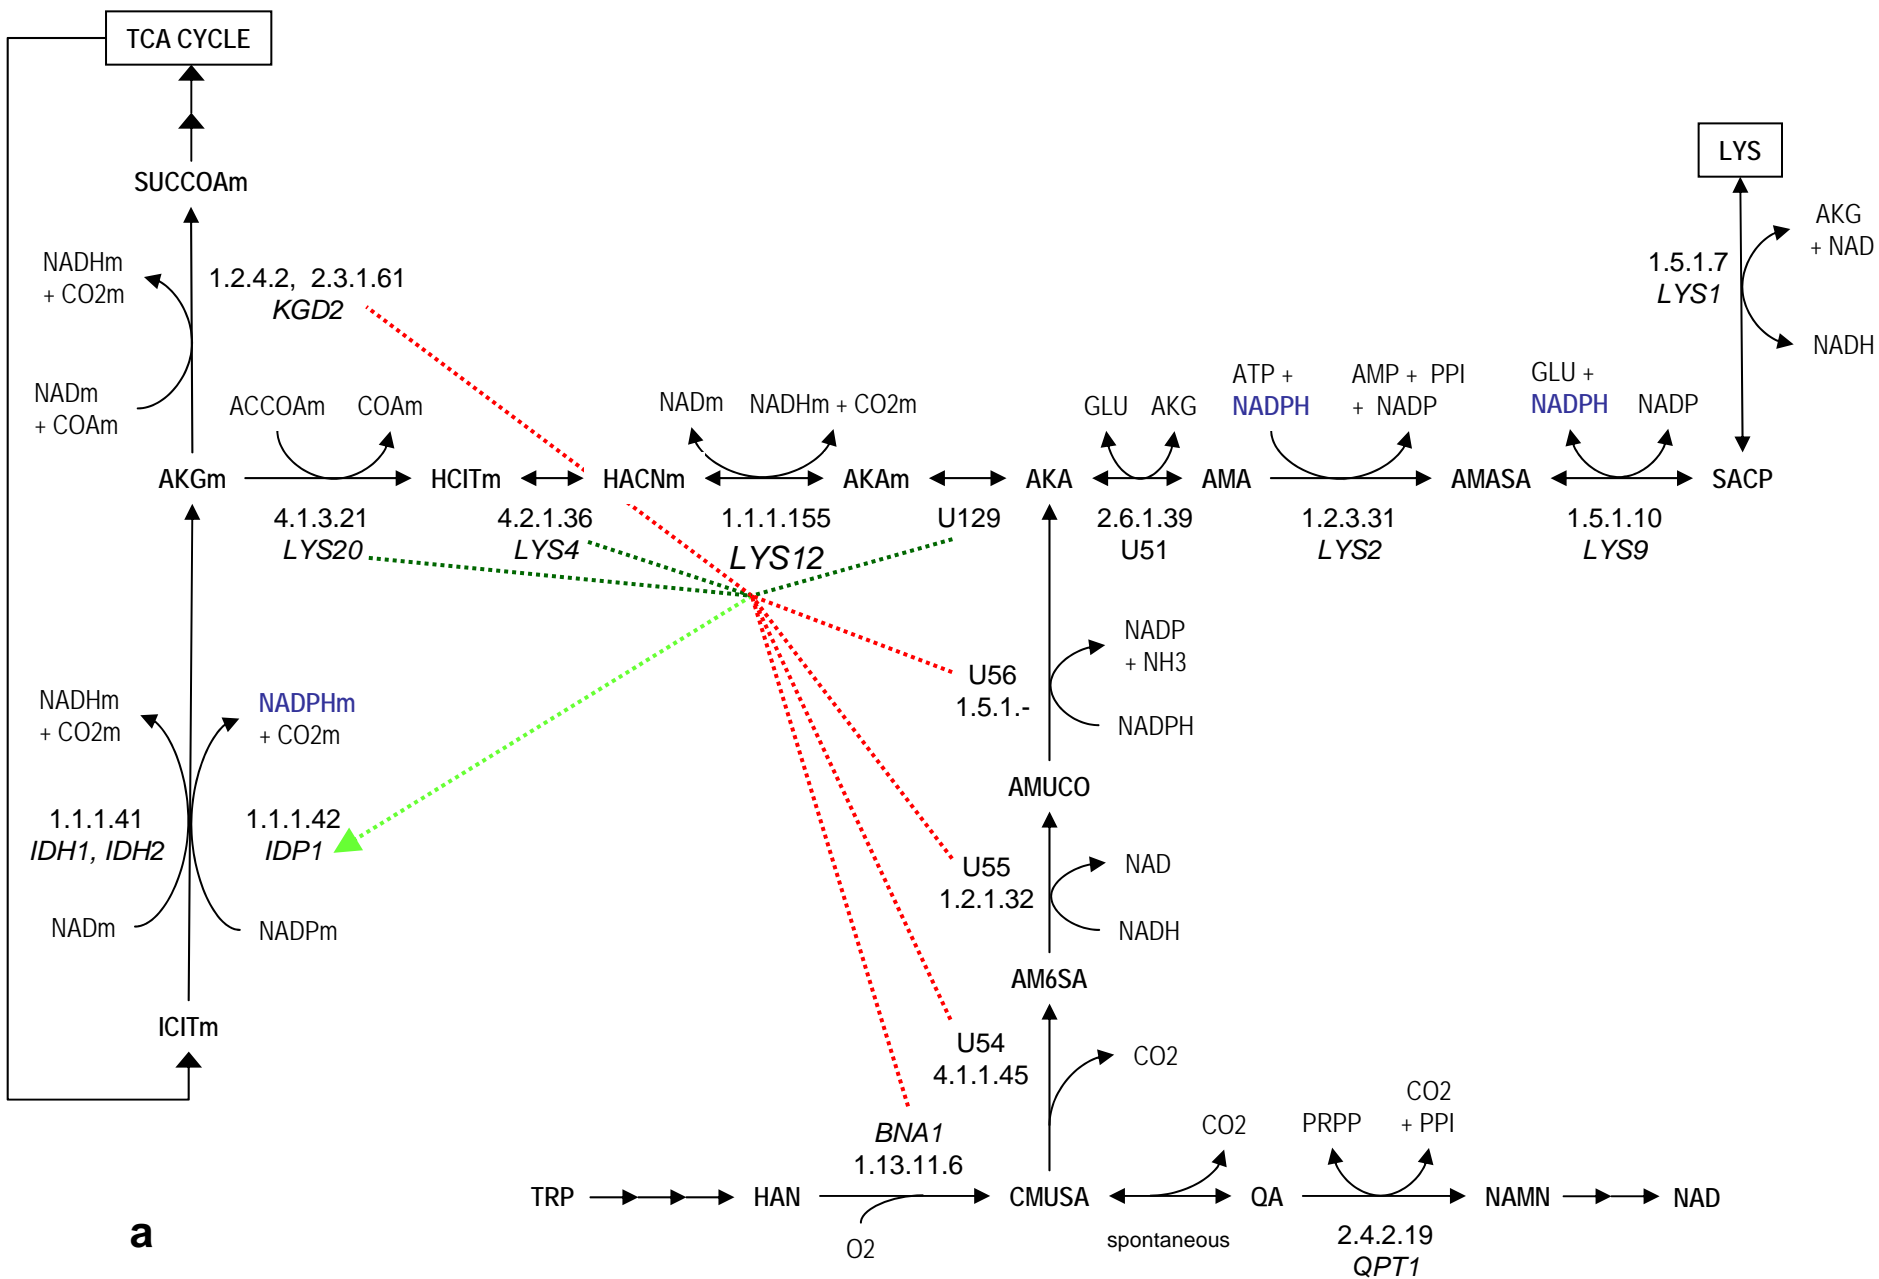 TCA CYCLE
SUCCOAm
NADHm
+ CO2m
1.2.4.2, 2.3.1.61
KGD2
NADm
+ COAm
ACCOAm
COAm
NADm
NADHm + CO2m
GLU
AKG
ATP +
NADPH
AMP + PPI
+ NADP
GLU +
NADPH
NADP
LYS
AKG
+ NAD
1.5.1.7
LYS1
NADH
AKGm
HCITm
HACNm
AKAm
AKA
AMA
AMASA
SACP
4.1.3.21
LYS20
4.2.1.36
LYS4
1.1.1.155
LYS12
U129
2.6.1.39
U51
1.2.3.31
LYS2
1.5.1.10
LYS9
NADP
+ NH3
U56
1.5.1.-
NADPH
NADHm
+ CO2m
NADPHm
+ CO2m
1.1.1.41
IDH1, IDH2
1.1.1.42
IDP1
NADm
NADPm
ICITm
AMUCO
U55
1.2.1.32
NAD
NADH
AM6SA
U54
4.1.1.45
CO2
BNA1
1.13.11.6
CO2
PRPP
CO2
+ PPI
TRP
HAN
CMUSA
QA
NAMN
NAD
O2
spontaneous
2.4.2.19
QPT1
a